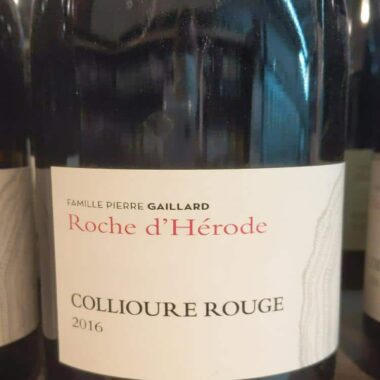 FAMILLE PIERRE GAILLARD
Roche d'Hérode
COLLIOURE ROUGE
2016